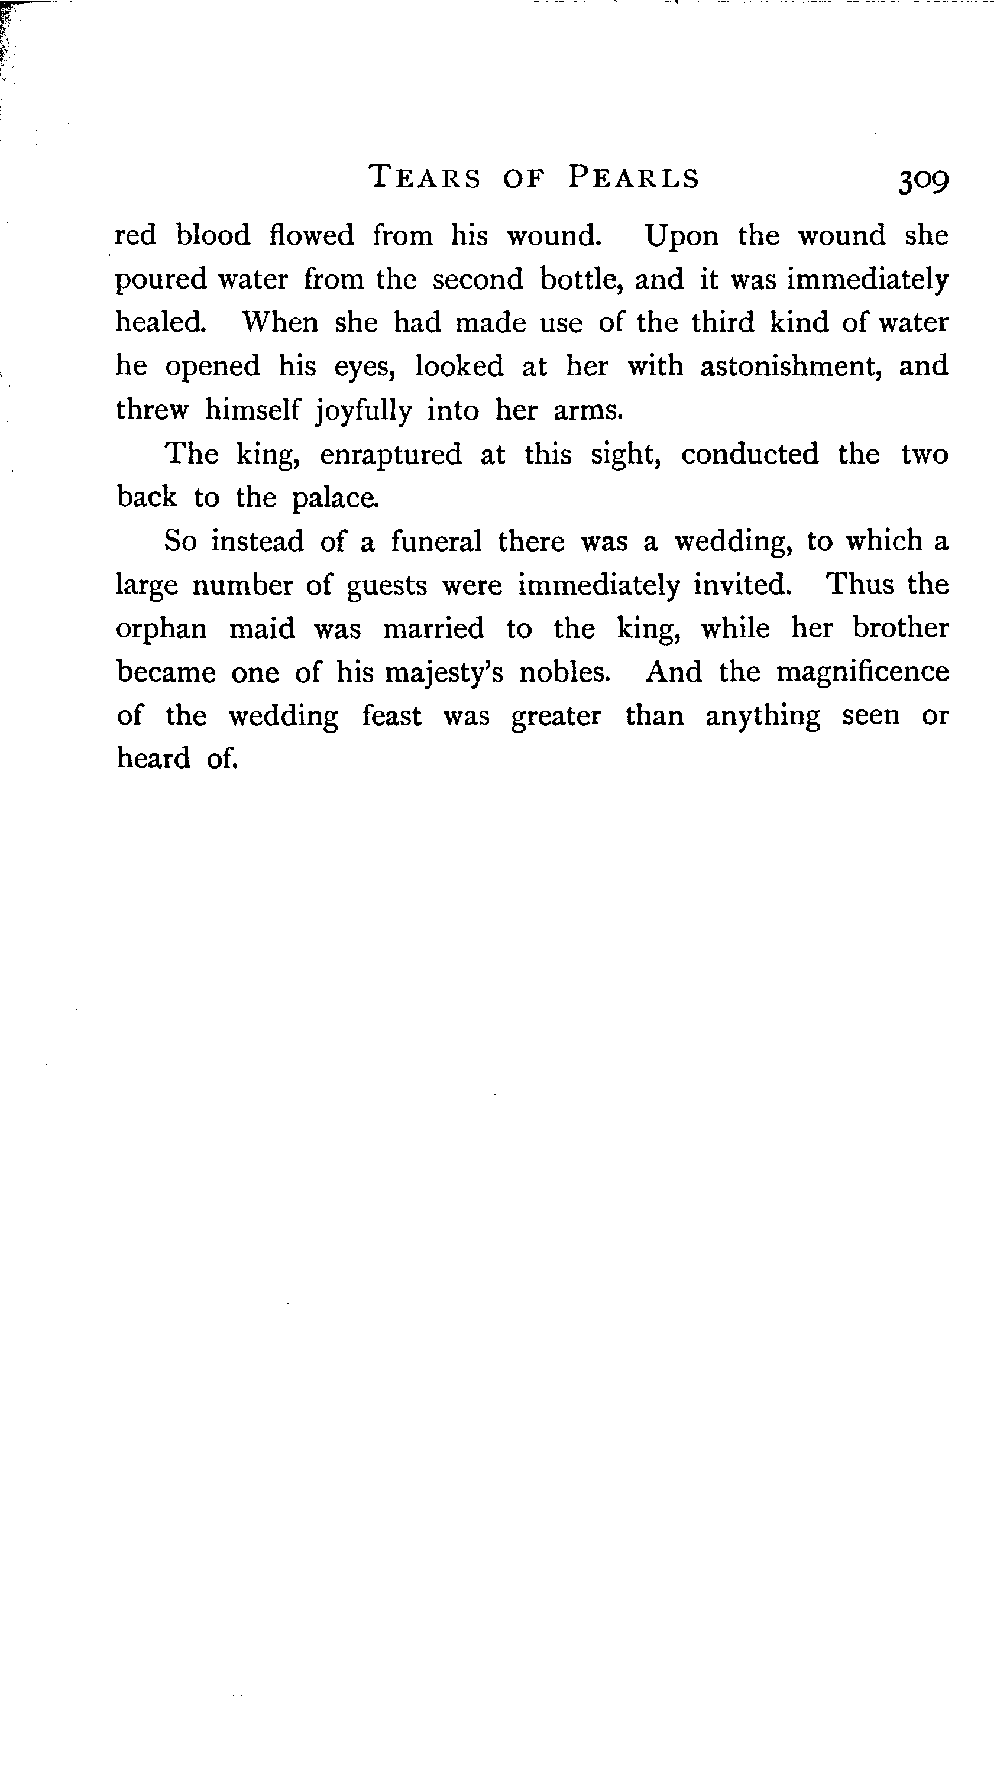 TEARS OF PEARLS 309
red blood flowed from his wound. Upon the wound she
poured water from the second bottle, and it was immediately
healed. When she had made use of the third kind of water
he opened his eyes, looked at her with astonishment, and
threw himself joyfully into her arms.
The king, enraptured at this sight, conducted the two
back to the palace.
So instead of a funeral there was a wedding, to which a
large number of guests were immediately invited. Thus the
orphan maid was married to the king, while her brother
became one of his majesty's nobles. And the magnificence
of the wedding feast was greater than anything seen or
heard of.